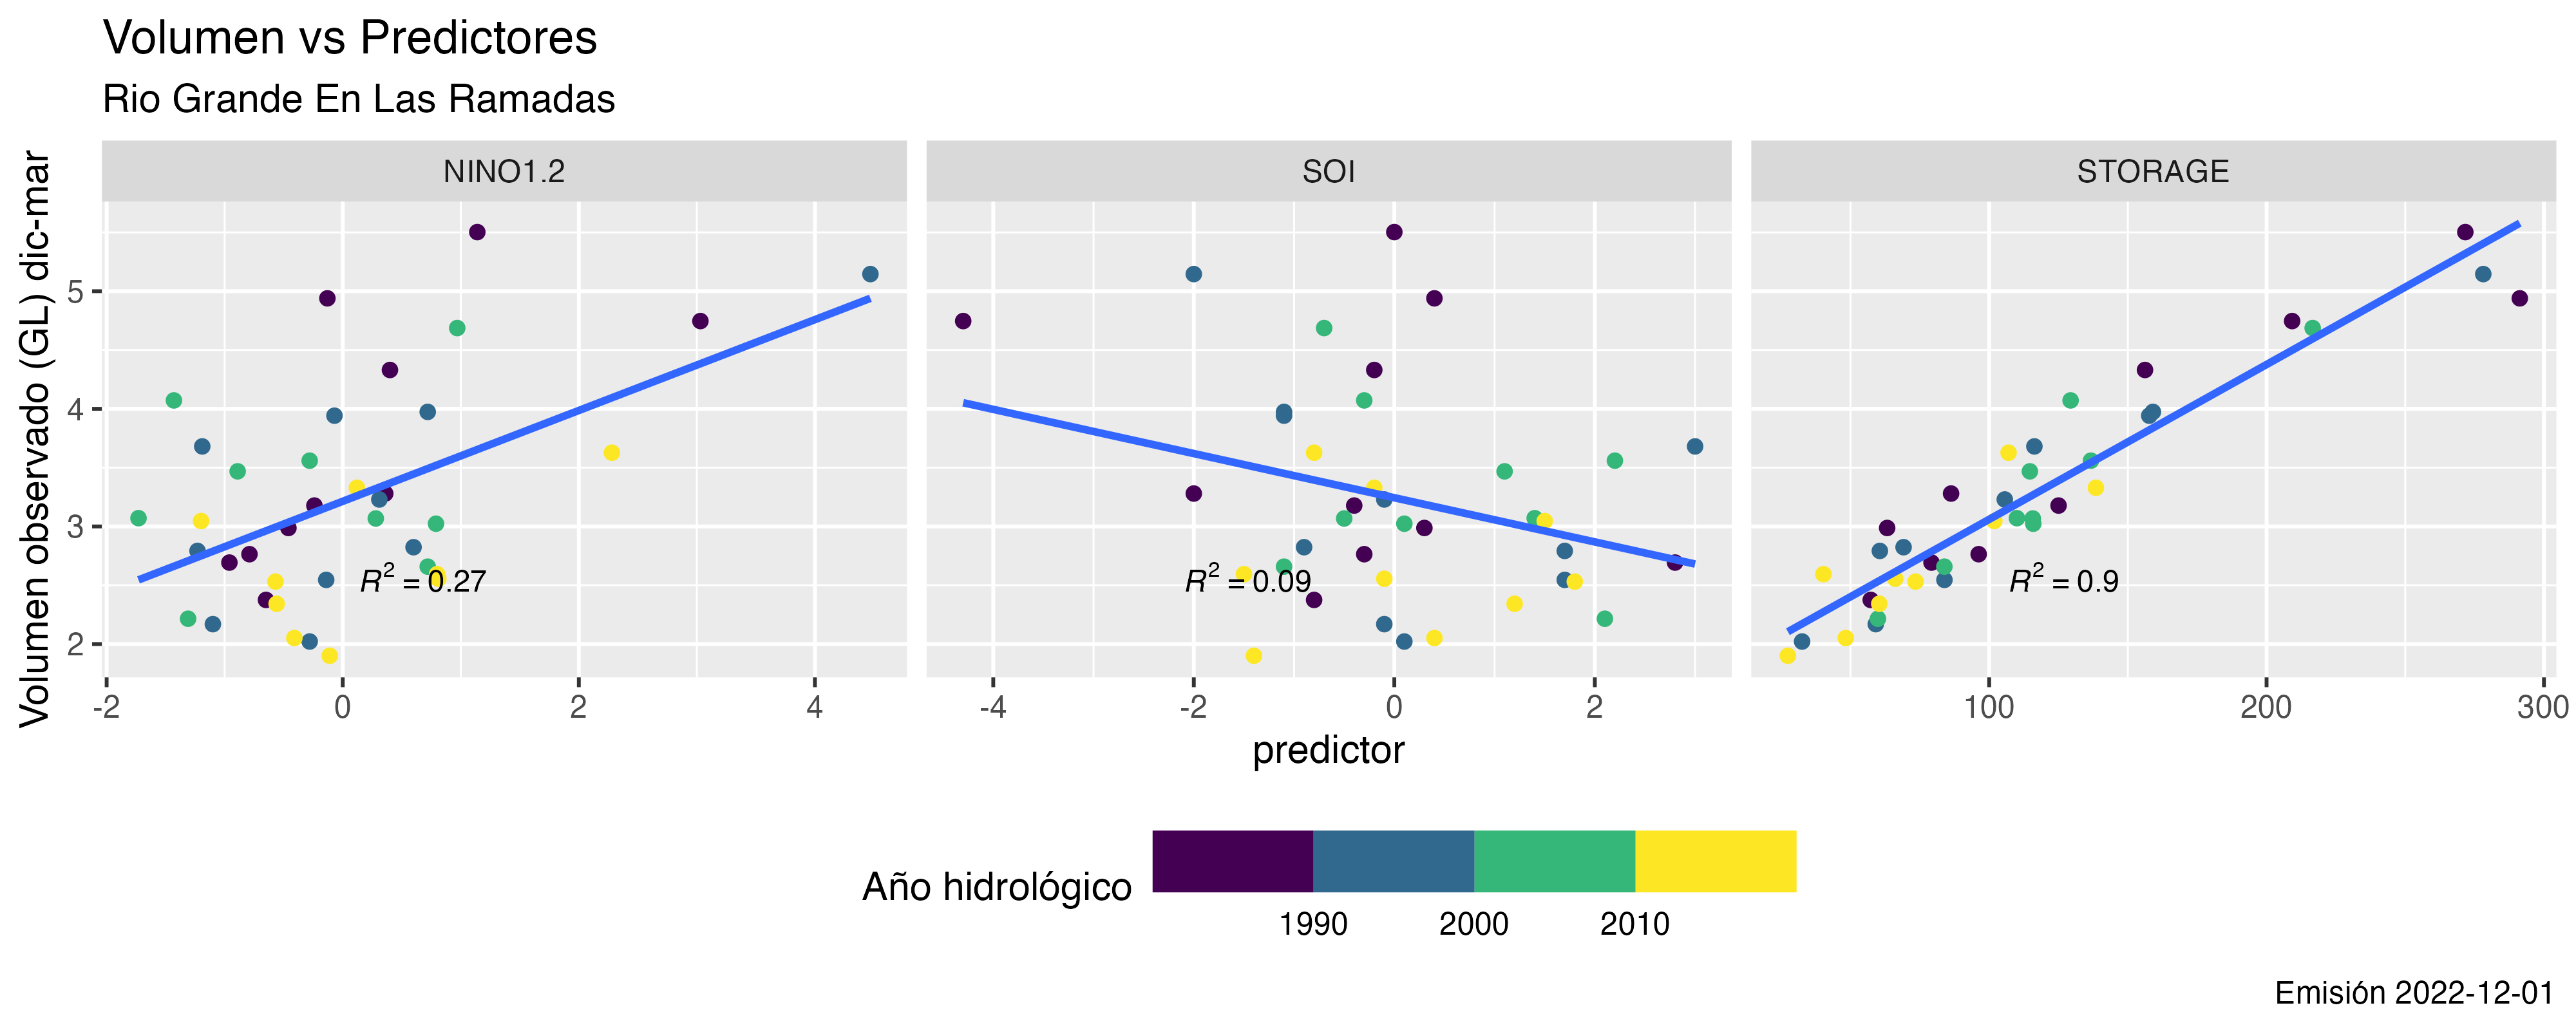 Volumen vs Predictores
Rio Grande En Las Ramadas
NINO1.2 SOI STORAGE
Volumen observado (GL) dic-mar
5
4
3
2
R² = 0.27 R² = 0.09 R² = 0.9
-2 0 2 4 -4 -2 0 2 100 200 300
predictor
Año hidrológico
1990 2000 2010
Emisión 2022-12-01